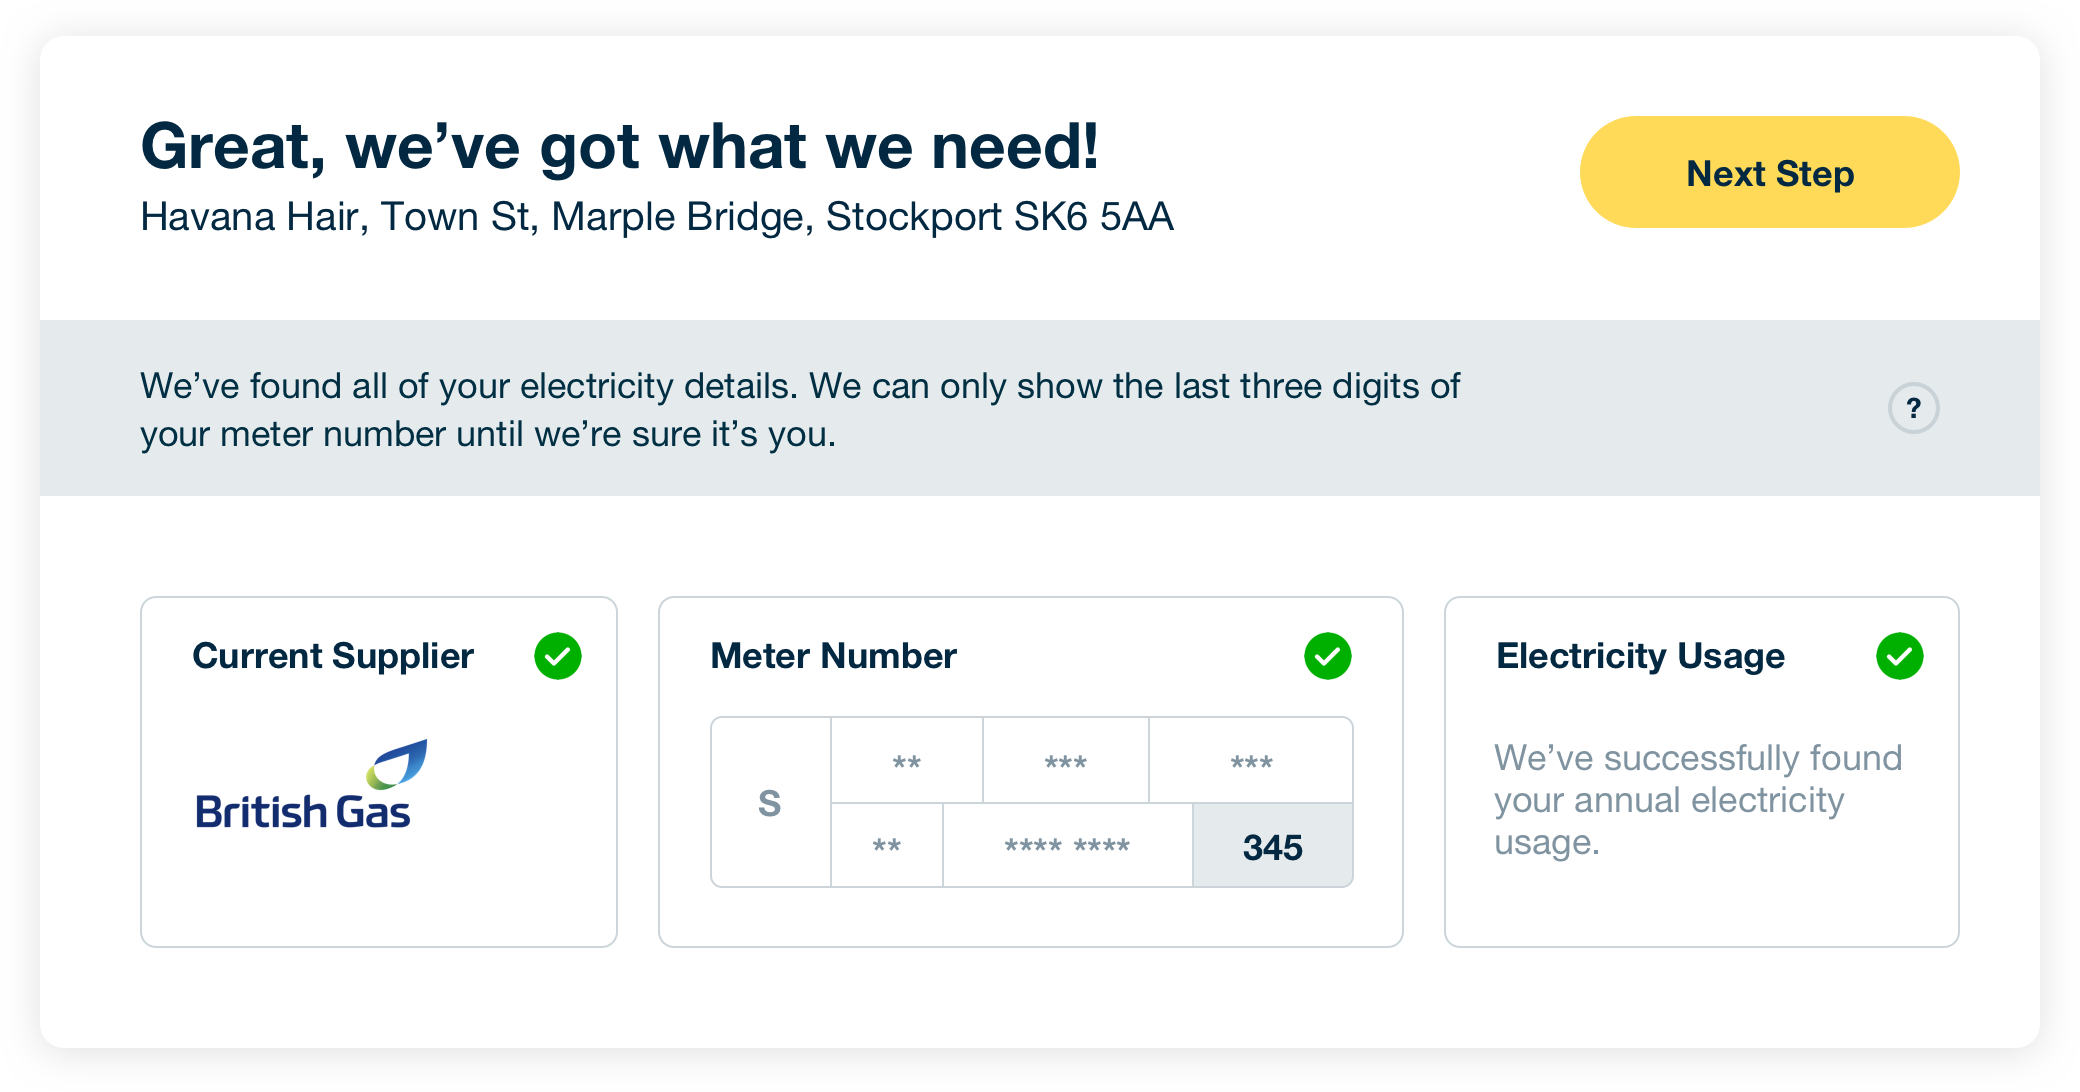 Great, we’ve got what we need!
Havana Hair, Town St, Marple Bridge, Stockport SK6 5AA
Next Step
We’ve found all of your electricity details. We can only show the last three digits of
your meter number until we’re sure it’s you.
?
Current Supplier
British Gas
Meter Number
S
** *** ***
** **** **** 345
Electricity Usage
We’ve successfully found
your annual electricity
usage.